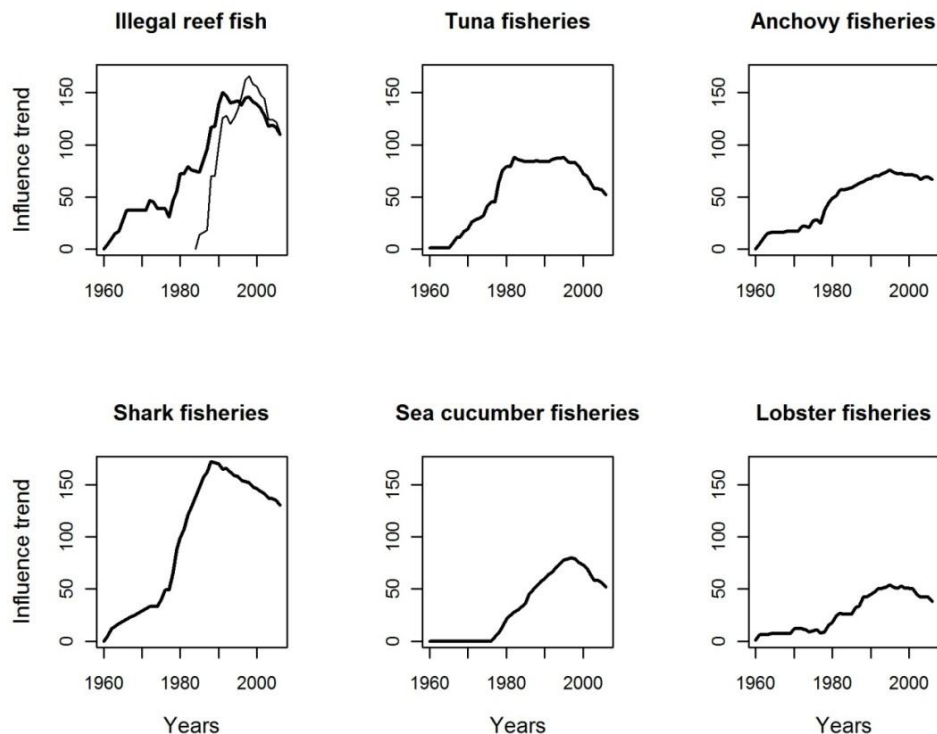 Illegal reef fish
Tuna fisheries
Anchovy fisheries
Influence trend
150
100
50
0
150
100
50
0
150
100
50
0
1960 1980 2000
1960 1980 2000
1960 1980 2000
Shark fisheries
Sea cucumber fisheries
Lobster fisheries
Influence trend
150
100
50
0
150
100
50
0
150
100
50
0
1960 1980 2000
1960 1980 2000
1960 1980 2000
Years
Years
Years